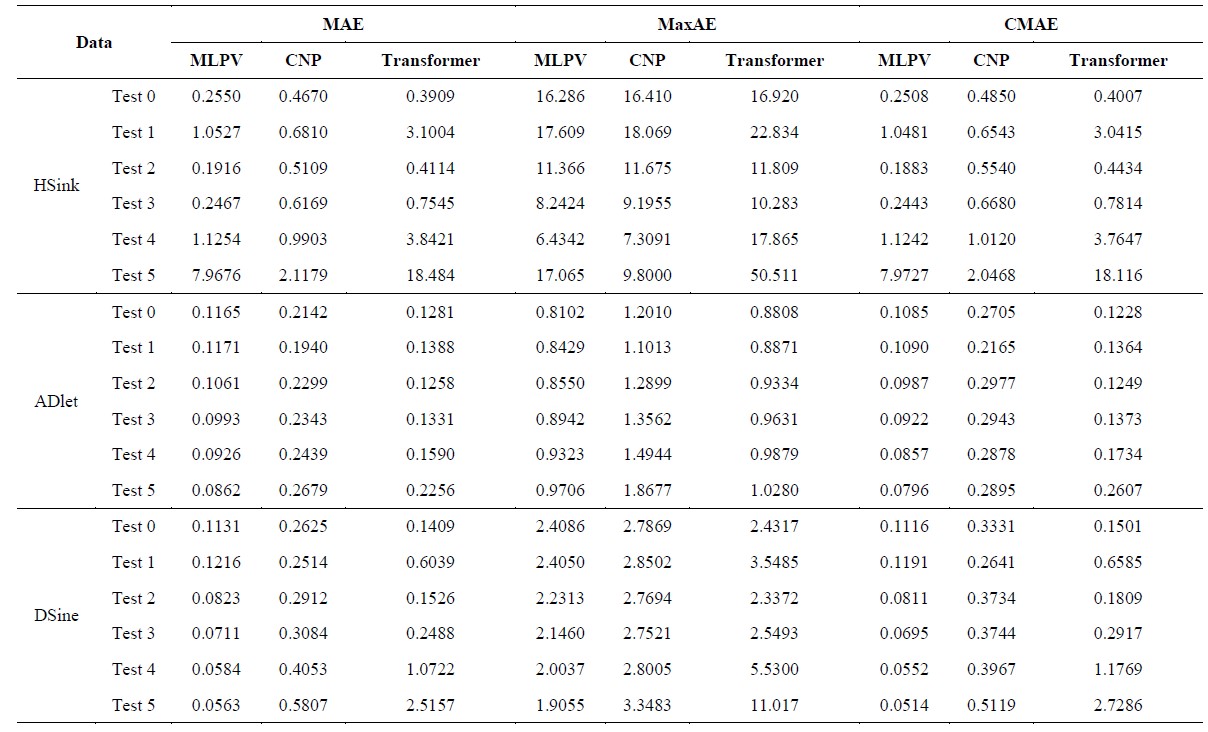 Data MAE MaxAE CMAE
MLPV CNP Transformer MLPV CNP Transformer MLPV CNP Transformer
HSink
Test 0 0.2550 0.4670 0.3909 16.286 16.410 16.920 0.2508 0.4850 0.4007
Test 1 1.0527 0.6810 3.1004 17.609 18.069 22.834 1.0481 0.6543 3.0415
Test 2 0.1916 0.5109 0.4114 11.366 11.675 11.809 0.1883 0.5540 0.4434
Test 3 0.2467 0.6169 0.7545 8.2424 9.1955 10.283 0.2443 0.6680 0.7814
Test 4 1.1254 0.9903 3.8421 6.4342 7.3091 17.865 1.1242 1.0120 3.7647
Test 5 7.9676 2.1179 18.484 17.065 9.8000 50.511 7.9727 2.0468 18.116
ADlet
Test 0 0.1165 0.2142 0.1281 0.8102 1.2010 0.8808 0.1085 0.2705 0.1228
Test 1 0.1171 0.1940 0.1388 0.8429 1.1013 0.8871 0.1090 0.2165 0.1364
Test 2 0.1061 0.2299 0.1258 0.8550 1.2899 0.9334 0.0987 0.2977 0.1249
Test 3 0.0993 0.2343 0.1331 0.8942 1.3562 0.9631 0.0922 0.2943 0.1373
Test 4 0.0926 0.2439 0.1590 0.9323 1.4944 0.9879 0.0857 0.2878 0.1734
Test 5 0.0862 0.2679 0.2256 0.9706 1.8677 1.0280 0.0796 0.2895 0.2607
DSine
Test 0 0.1131 0.2625 0.1409 2.4086 2.7869 2.4317 0.1116 0.3331 0.1501
Test 1 0.1216 0.2514 0.6039 2.4050 2.8502 3.5485 0.1191 0.2641 0.6585
Test 2 0.0823 0.2912 0.1526 2.2313 2.7694 2.3372 0.0811 0.3734 0.1809
Test 3 0.0711 0.3084 0.2488 2.1460 2.7521 2.5493 0.0695 0.3744 0.2917
Test 4 0.0584 0.4053 1.0722 2.0037 2.8005 5.5300 0.0552 0.3967 1.1769
Test 5 0.0563 0.5807 2.5157 1.9055 3.3483 11.017 0.0514 0.5119 2.7286